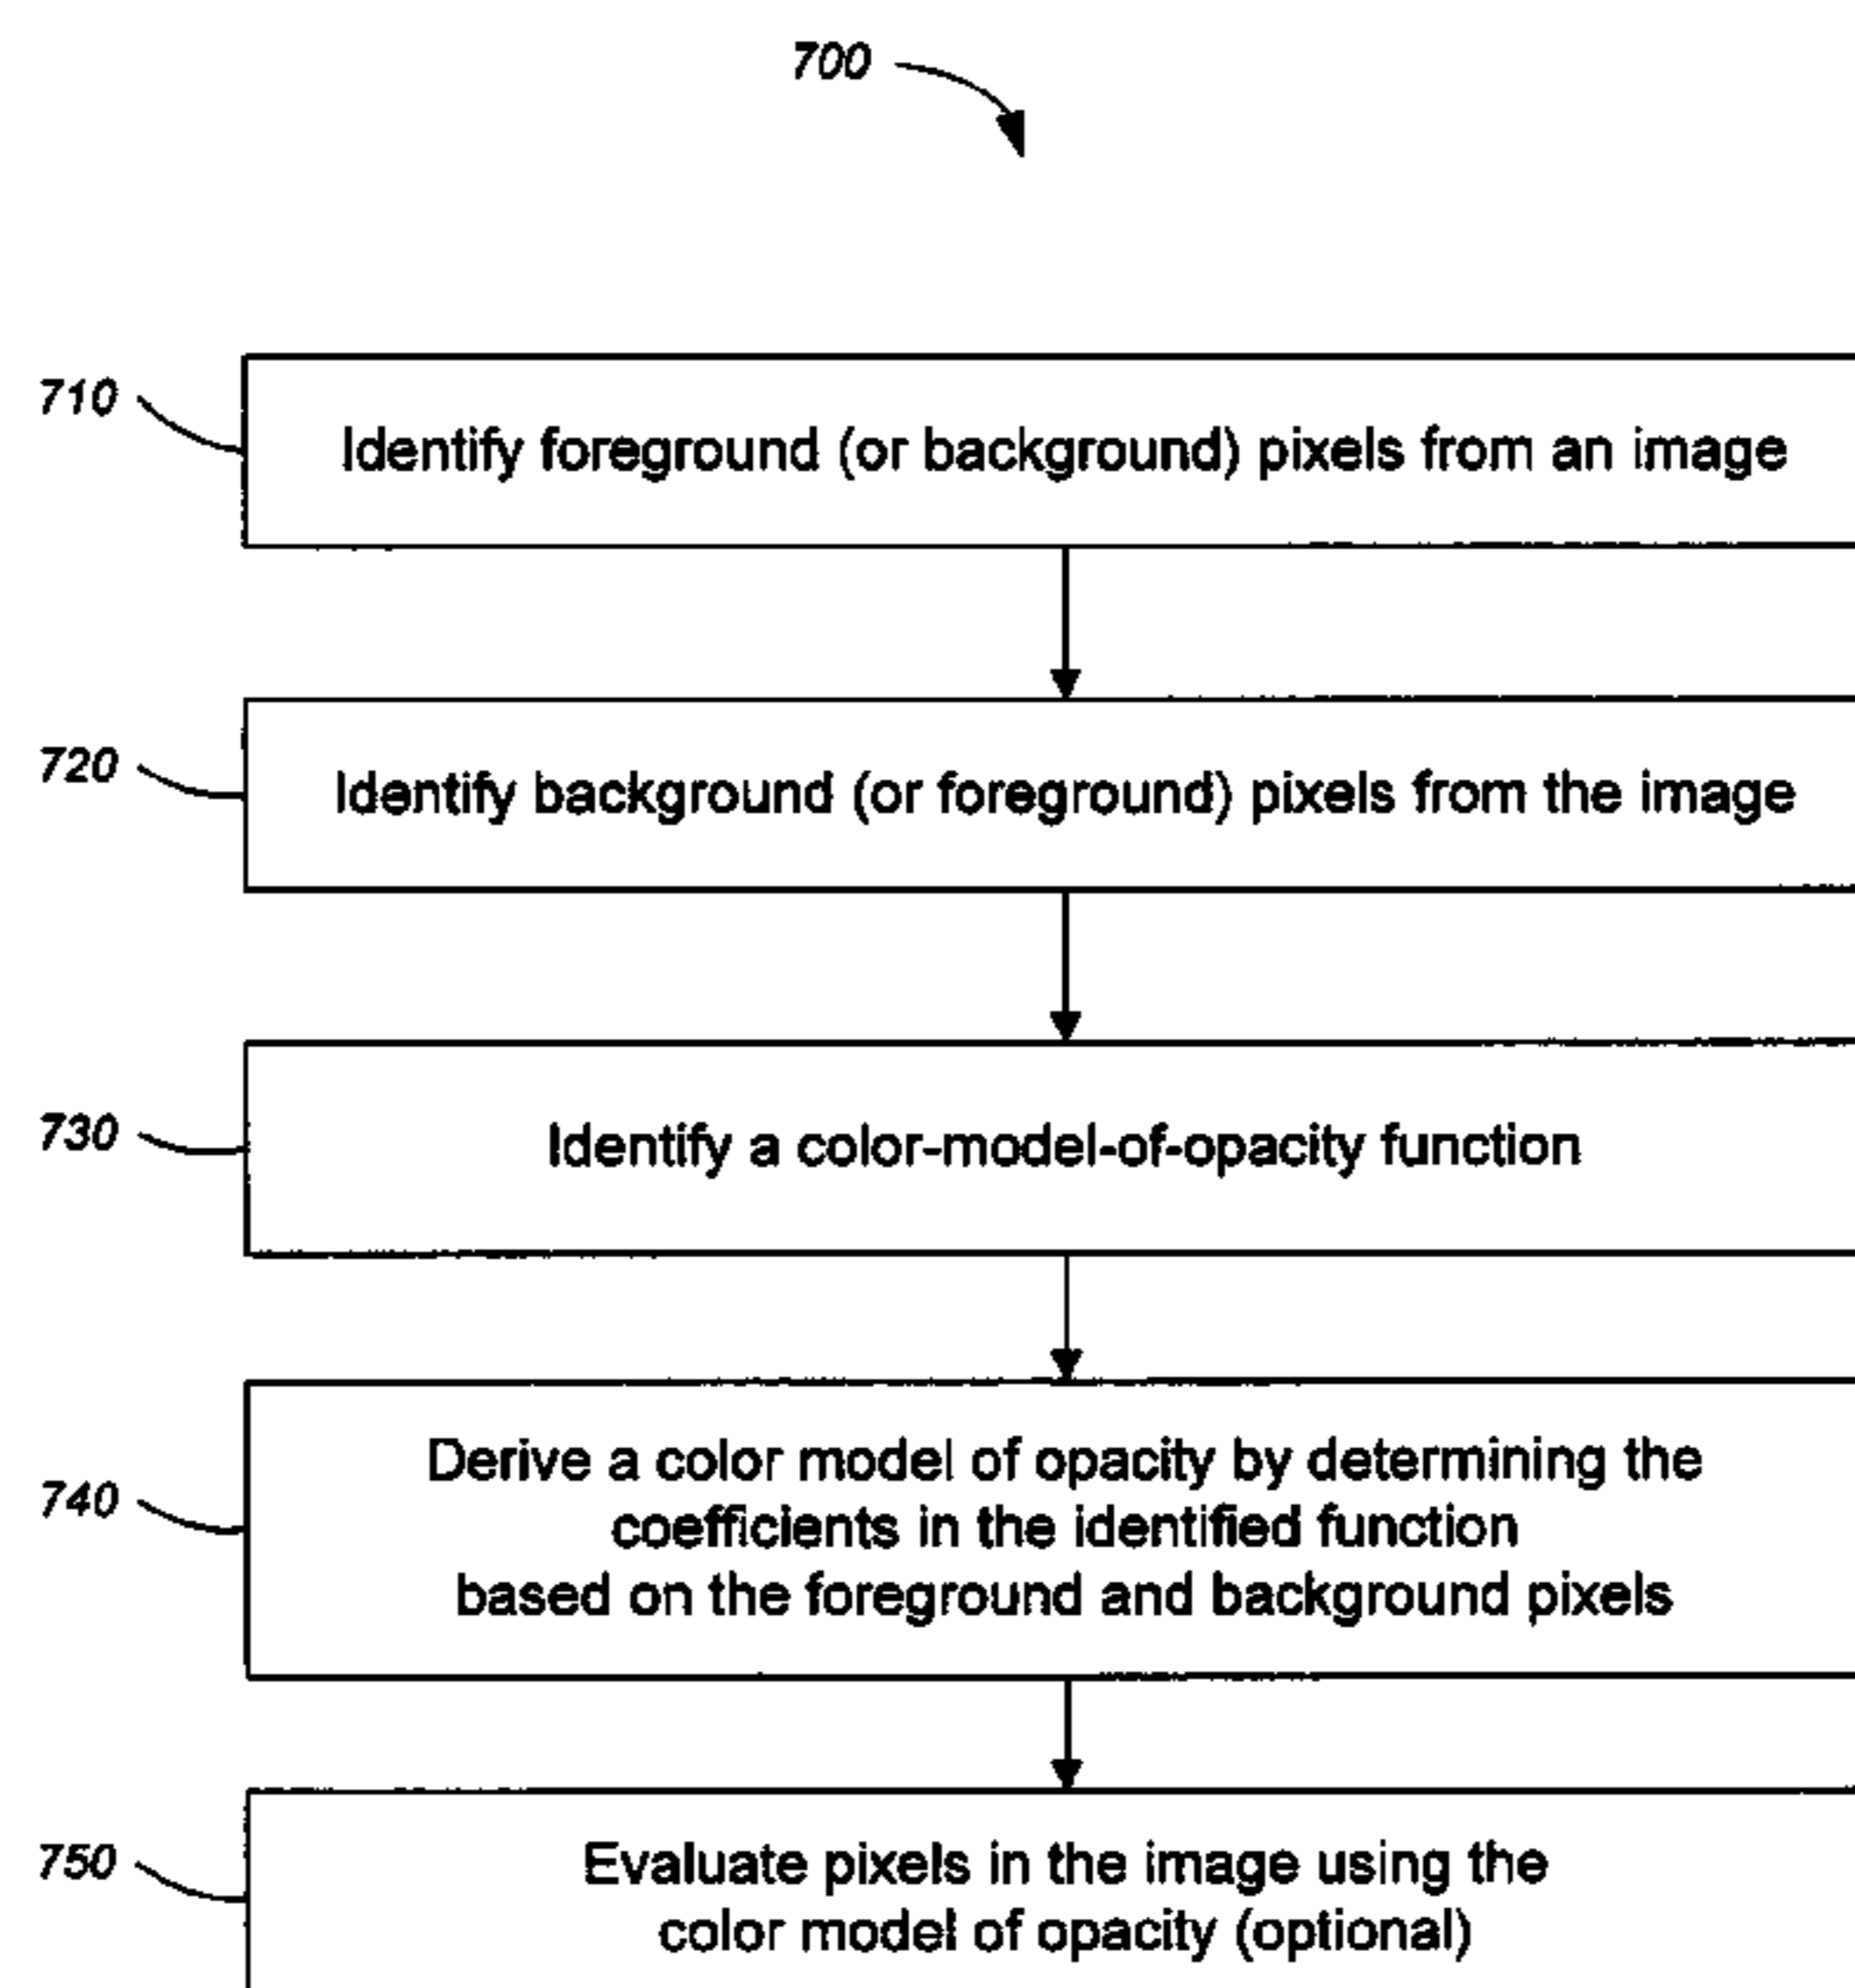 700
710
Identify foreground (or background) pixels from an image
720
Identify background (or foreground) pixels from the image
730
Identify a color-model-of-opacity function
740
Derive a color model of opacity by determining the
coefficients in the identified function
based on the foreground and background pixels
750
Evaluate pixels in the image using the
color model of opacity (optional)